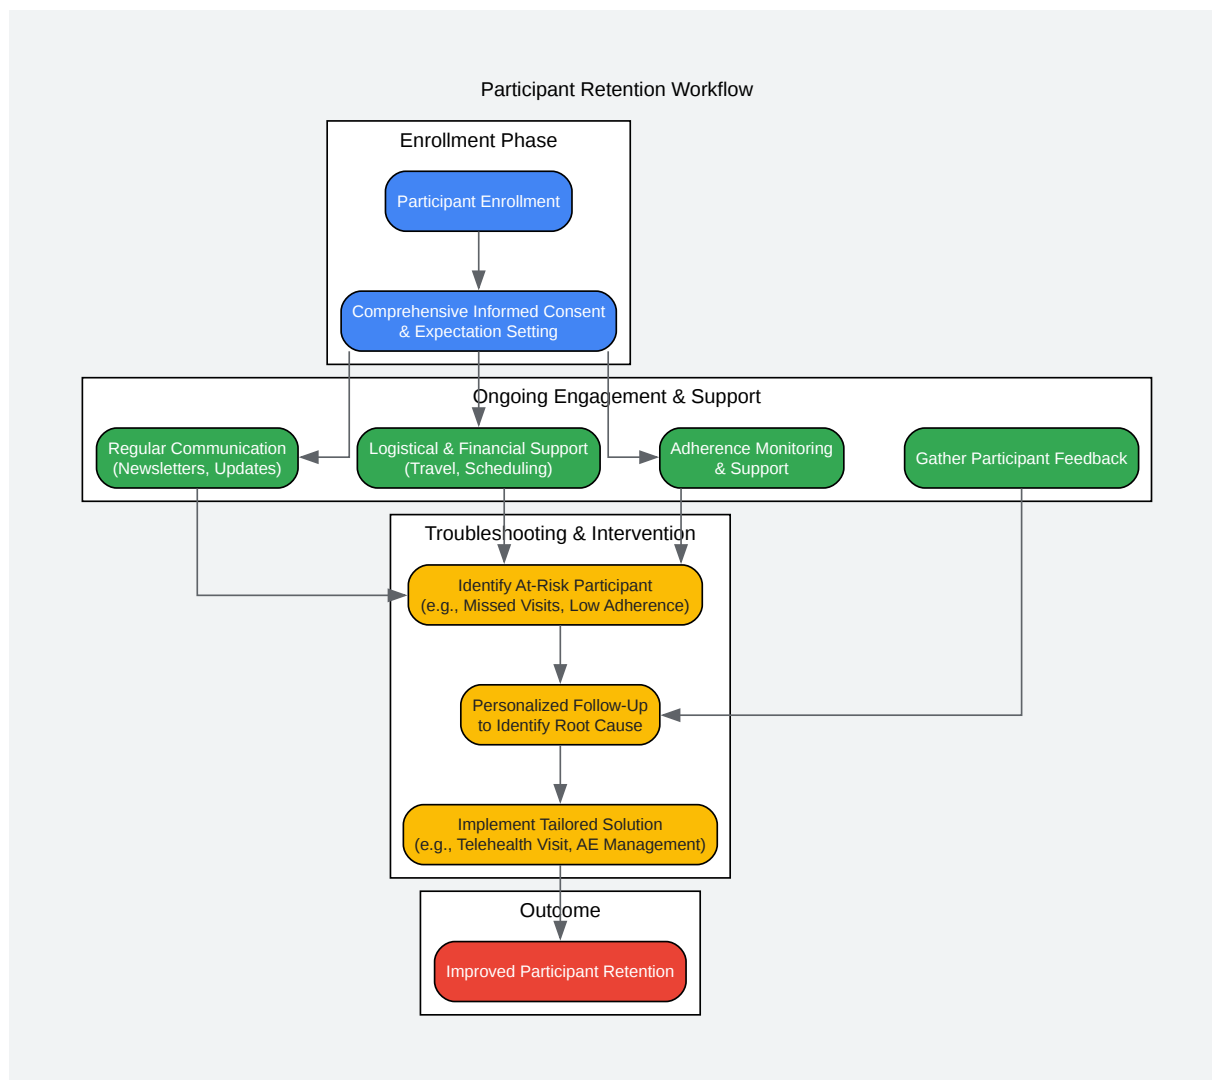 Participant Retention Workflow
Enrollment Phase
Participant Enrollment
Comprehensive Informed Consent
& Expectation Setting
Ongoing Engagement & Support
Regular Communication
(Newsletters, Updates)
Logistical & Financial Support
(Travel, Scheduling)
Adherence Monitoring
& Support
Gather Participant Feedback
Troubleshooting & Intervention
Identify At-Risk Participant
(e.g., Missed Visits, Low Adherence)
Personalized Follow-Up
to Identify Root Cause
Implement Tailored Solution
(e.g., Telehealth Visit, AE Management)
Outcome
Improved Participant Retention